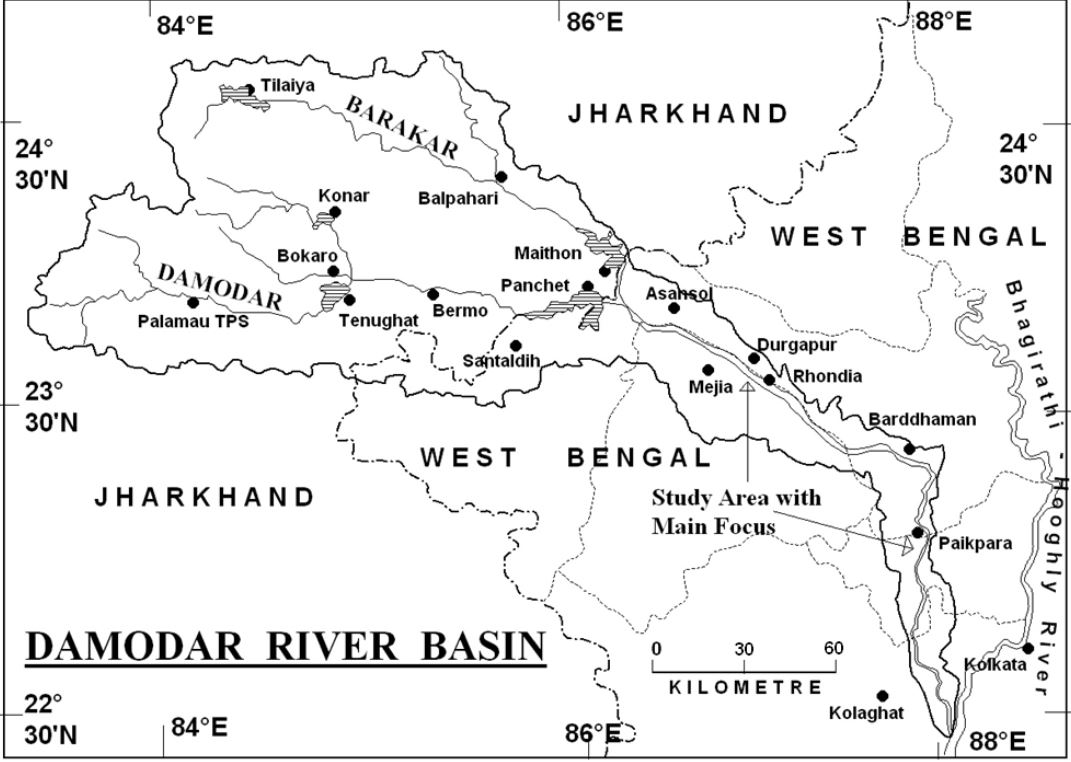 84°E
86°E
88°E
Tilaiya
BARAKAR
JHARKHAND
24°
30'N
24°
30'N
Konar
Balpahari
WEST BENGAL
Bokaro
Maithon
DAMODAR
Panchet
Asansol
Bhagirathi - Hooghly River
Palamau TPS
Tenughat
Bermo
Santaldih
Durgapur
Mejia
Rhondia
23°
30'N
Barddhaman
WEST BENGAL
JHARKHAND
Study Area with
Main Focus
Paikpara
DAMODAR RIVER BASIN
0 30 60
KILOMETRE
Kolkata
Kolaghat
22°
30'N
84°E
86°E
88°E